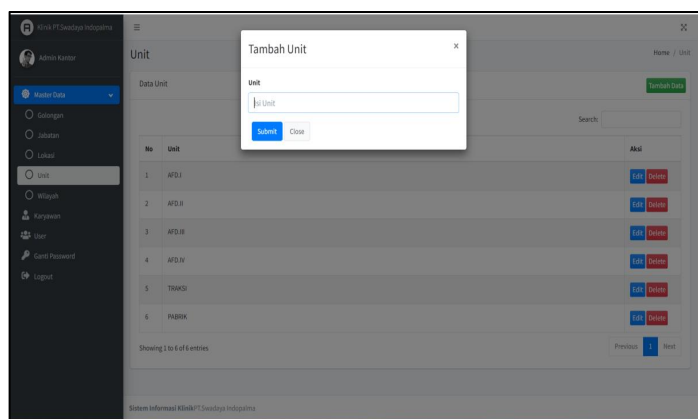 Klinik PT.Swadaya Indopalma
Admin Kantor
Master Data
Golongan
Jabatan
Lokasi
Unit
Wilayah
Karyawan
User
Ganti Password
Logout
Unit
Home / Unit
Data Unit
Tambah Data
Tambah Unit
x
Unit
Isi Unit
Submit Close
Search:
No Unit Aksi
1 AFD.I Edit Delete
2 AFD.II Edit Delete
3 AFD.III Edit Delete
4 AFD.IV Edit Delete
5 TRAKSI Edit Delete
6 PABRIK Edit Delete
Showing 1 to 6 of 6 entries
Previous 1 Next
Sistem Informasi Klinik PT.Swadaya Indopalma